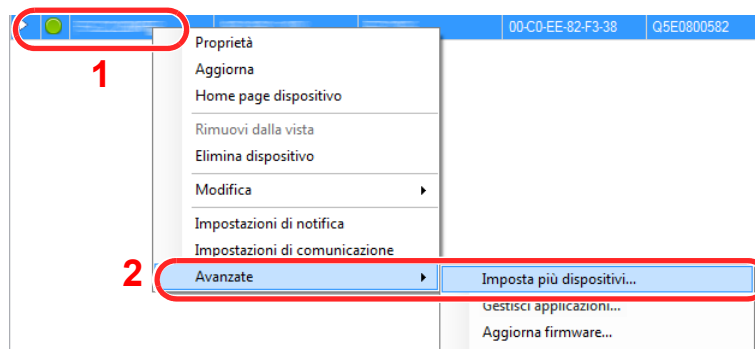 00-C0-EE-82-F3-38 Q5E0800582
1
Proprietà
Aggiorna
Home page dispositivo
Rimuovi dalla vista
Elimina dispositivo
Modifica
Impostazioni di notifica
Impostazioni di comunicazione
2
Avanzate
Imposta più dispositivi...
Gestisci applicazioni...
Aggiorna firmware...